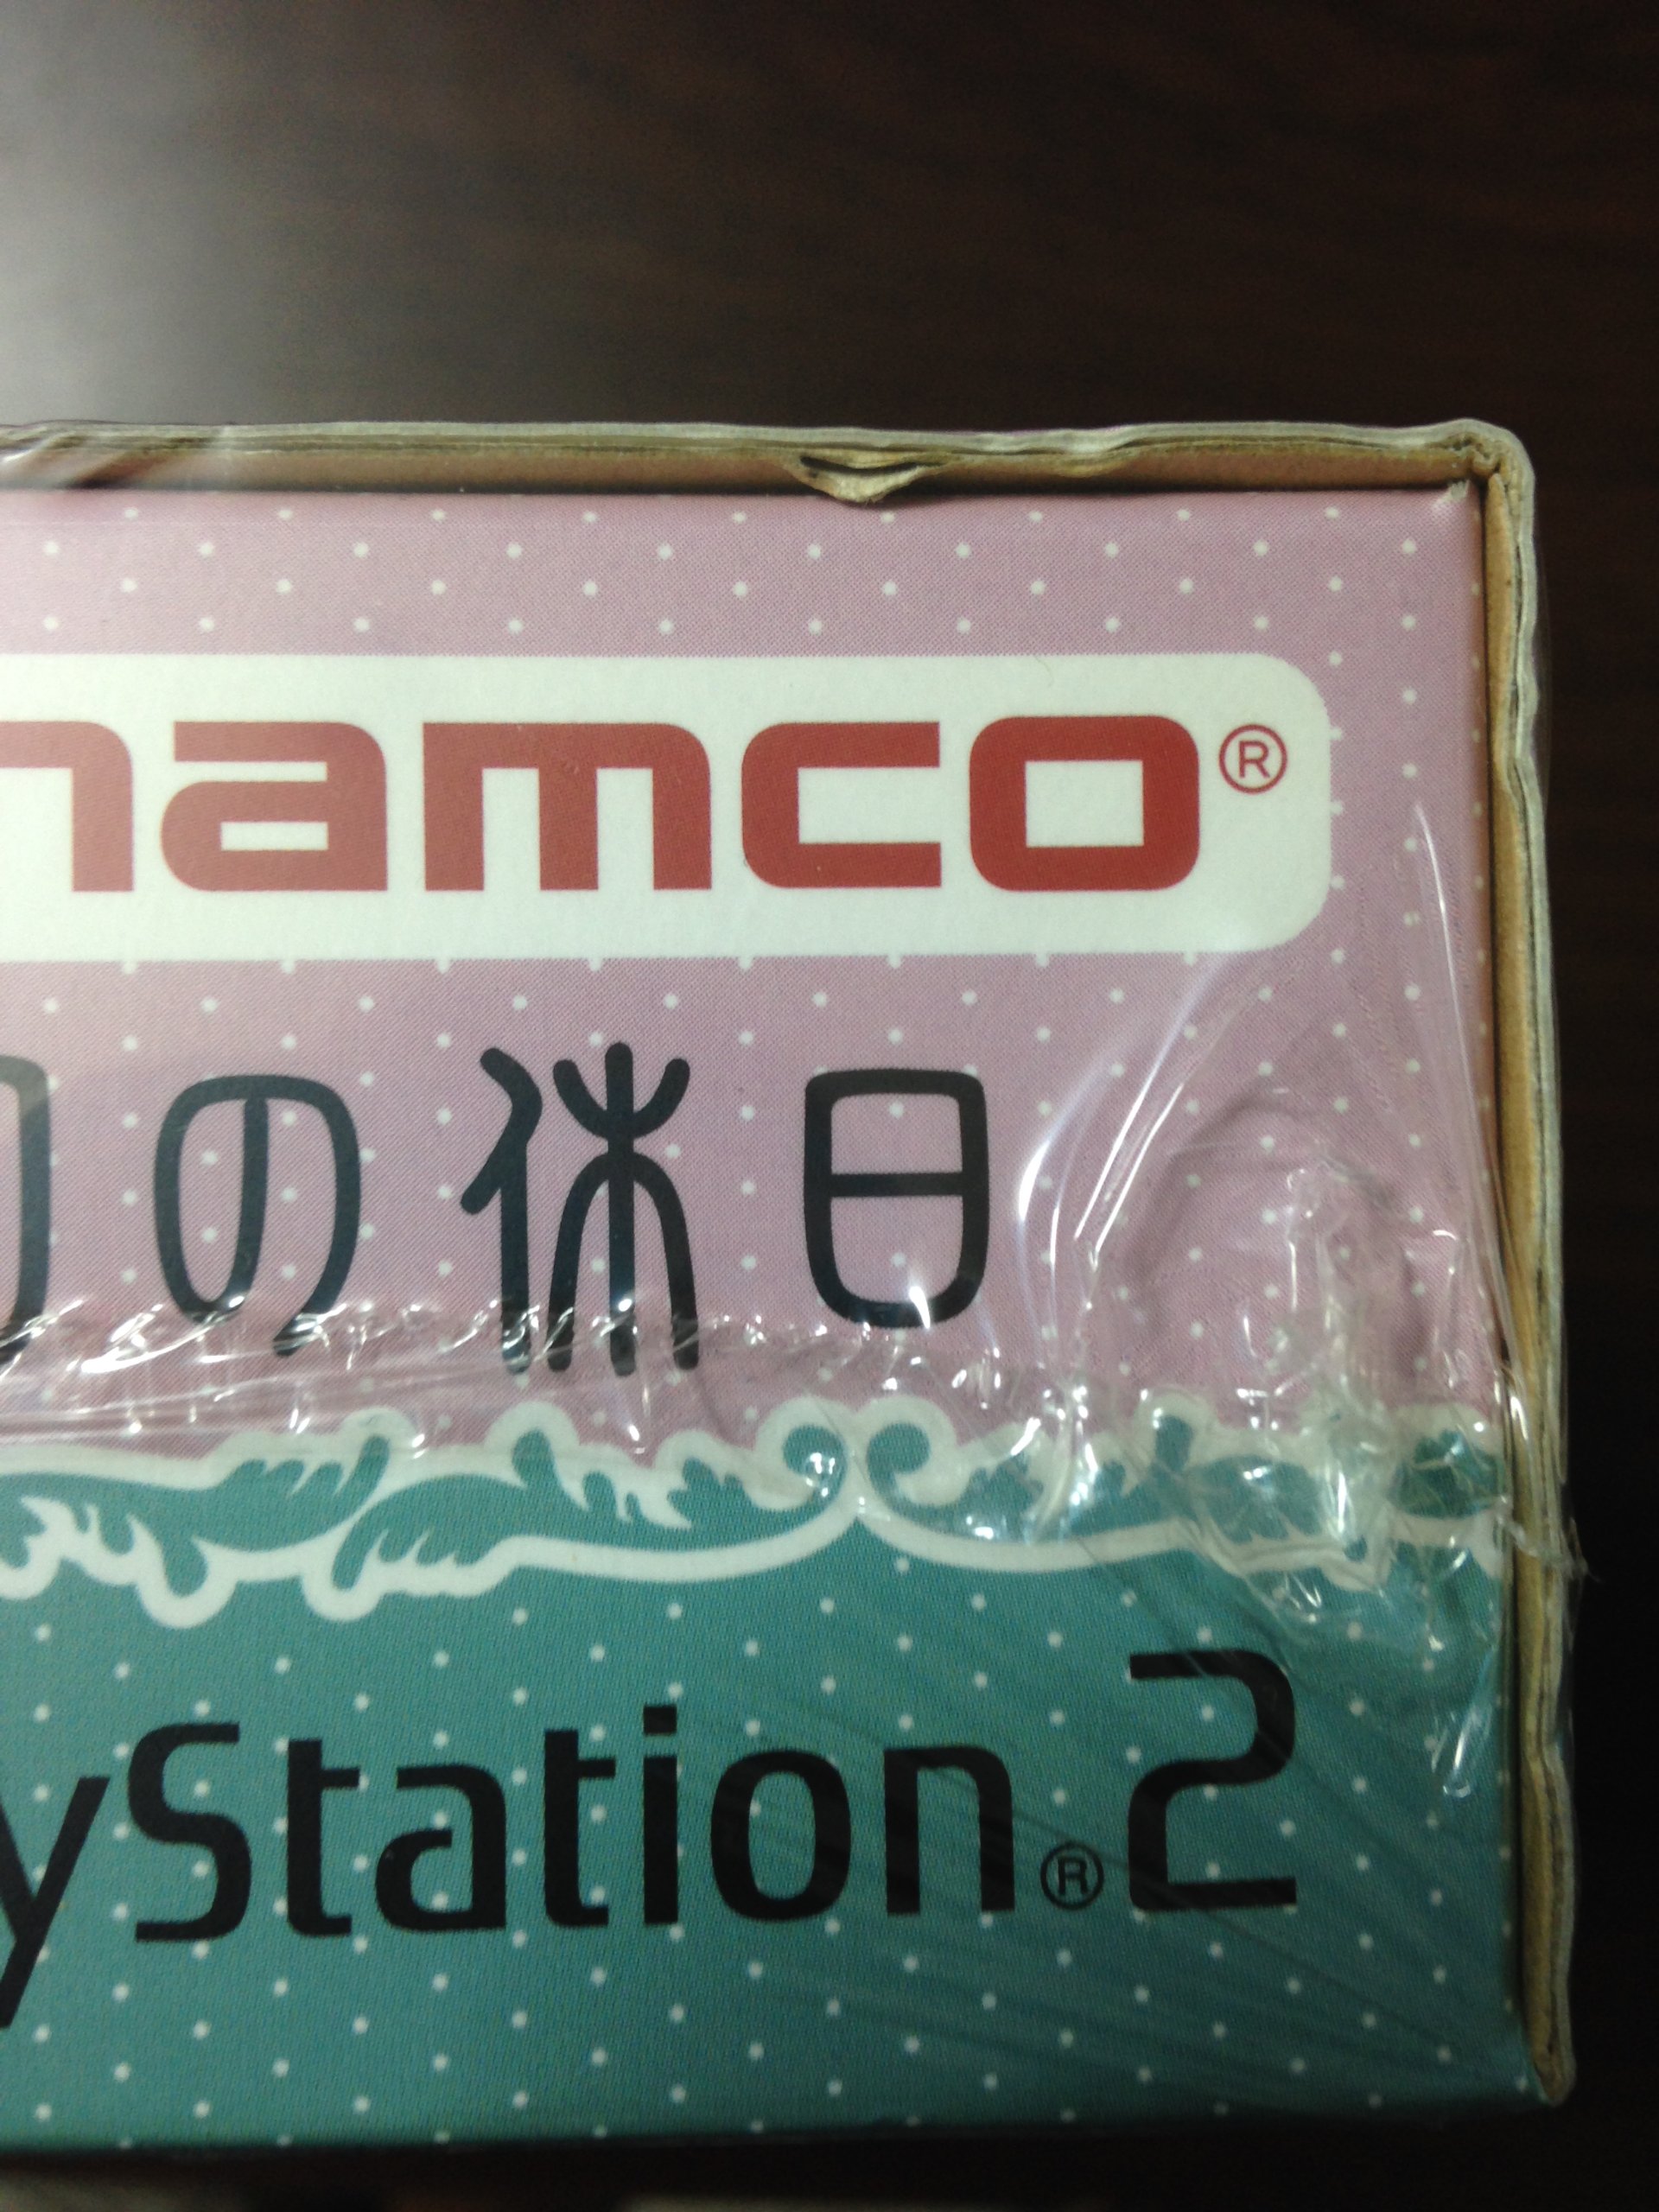 namco®
の休日
yStation®2